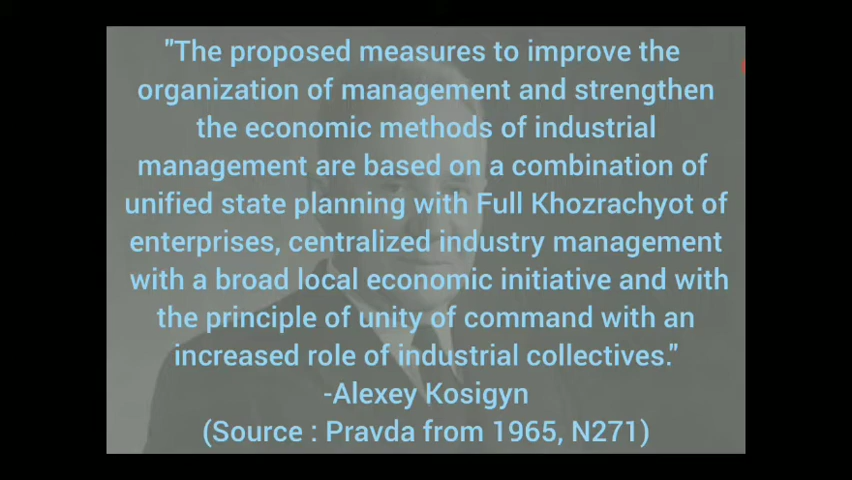 "The proposed measures to improve the
organization of management and strengthen
the economic methods of industrial
management are based on a combination of
unified state planning with Full Khozrachyot of
enterprises, centralized industry management
with a broad local economic initiative and with
the principle of unity of command with an
increased role of industrial collectives."
-Alexey Kosigyn
(Source : Pravda from 1965, N271)